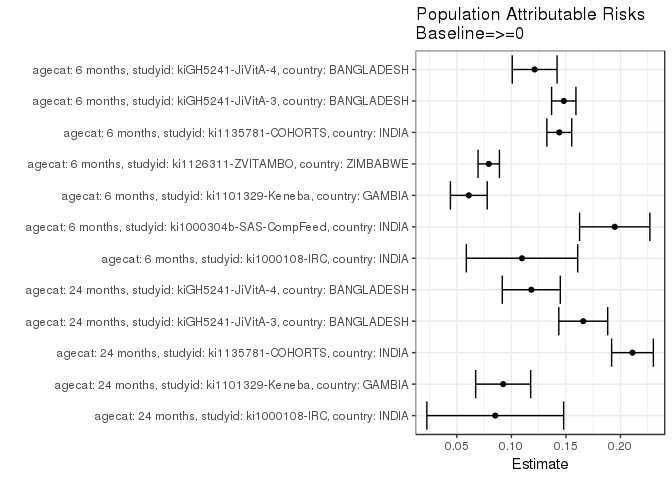 Population Attributable Risks
Baseline=>=0
agecat: 6 months, studyid: kiGH5241-JiVitA-4, country: BANGLADESH
agecat: 6 months, studyid: kiGH5241-JiVitA-3, country: BANGLADESH
agecat: 6 months, studyid: ki1135781-COHORTS, country: INDIA
agecat: 6 months, studyid: ki1126311-ZVITAMBO, country: ZIMBABWE
agecat: 6 months, studyid: ki1101329-Keneba, country: GAMBIA
agecat: 6 months, studyid: ki1000304b-SAS-CompFeed, country: INDIA
agecat: 6 months, studyid: ki1000108-IRC, country: INDIA
agecat: 24 months, studyid: kiGH5241-JiVitA-4, country: BANGLADESH
agecat: 24 months, studyid: kiGH5241-JiVitA-3, country: BANGLADESH
agecat: 24 months, studyid: ki1135781-COHORTS, country: INDIA
agecat: 24 months, studyid: ki1101329-Keneba, country: GAMBIA
agecat: 24 months, studyid: ki1000108-IRC, country: INDIA
0.05 0.10 0.15 0.20
Estimate